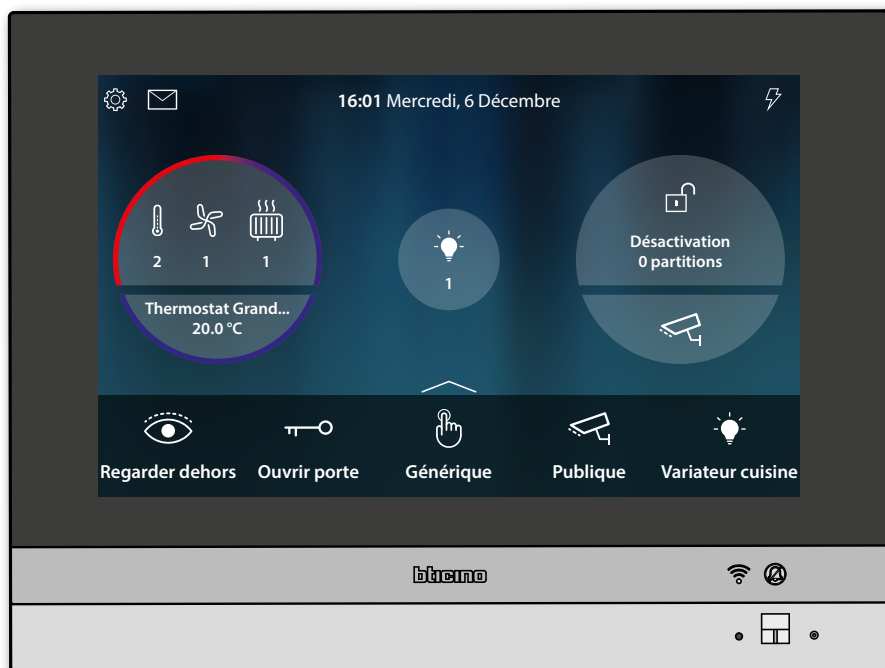 16:01 Mercredi, 6 Décembre
2 1 1
Thermostat Grand...
20.0 °C
1
Désactivation
0 partitions
Regarder dehors Ouvrir porte Générique Publique Variateur cuisine
bticino